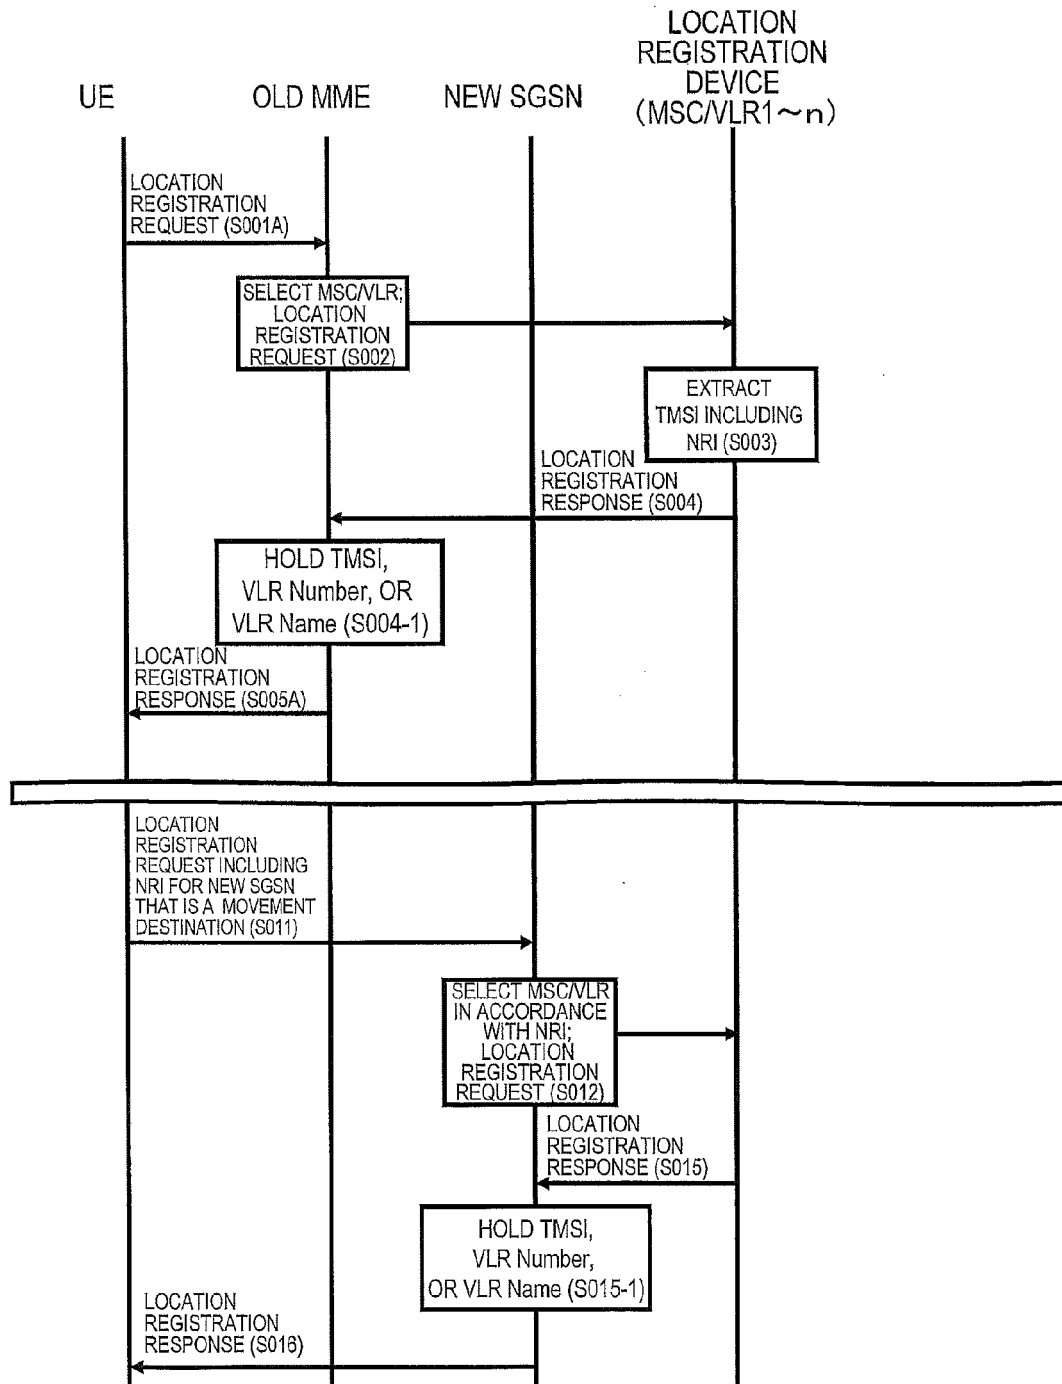 UE
OLD MME
NEW SGSN
LOCATION
REGISTRATION
DEVICE
(MSC/VLR1～n)
LOCATION
REGISTRATION
REQUEST (S001A)
SELECT MSC/VLR;
LOCATION
REGISTRATION
REQUEST (S002)
EXTRACT
TMSI INCLUDING
NRI (S003)
LOCATION
REGISTRATION
RESPONSE (S004)
HOLD TMSI,
VLR Number, OR
VLR Name (S004-1)
LOCATION
REGISTRATION
RESPONSE (S005A)
LOCATION
REGISTRATION
REQUEST INCLUDING
NRI FOR NEW SGSN
THAT IS A MOVEMENT
DESTINATION (S011)
SELECT MSC/VLR
IN ACCORDANCE
WITH NRI;
LOCATION
REGISTRATION
REQUEST (S012)
LOCATION
REGISTRATION
RESPONSE (S015)
HOLD TMSI,
VLR Number,
OR VLR Name (S015-1)
LOCATION
REGISTRATION
RESPONSE (S016)